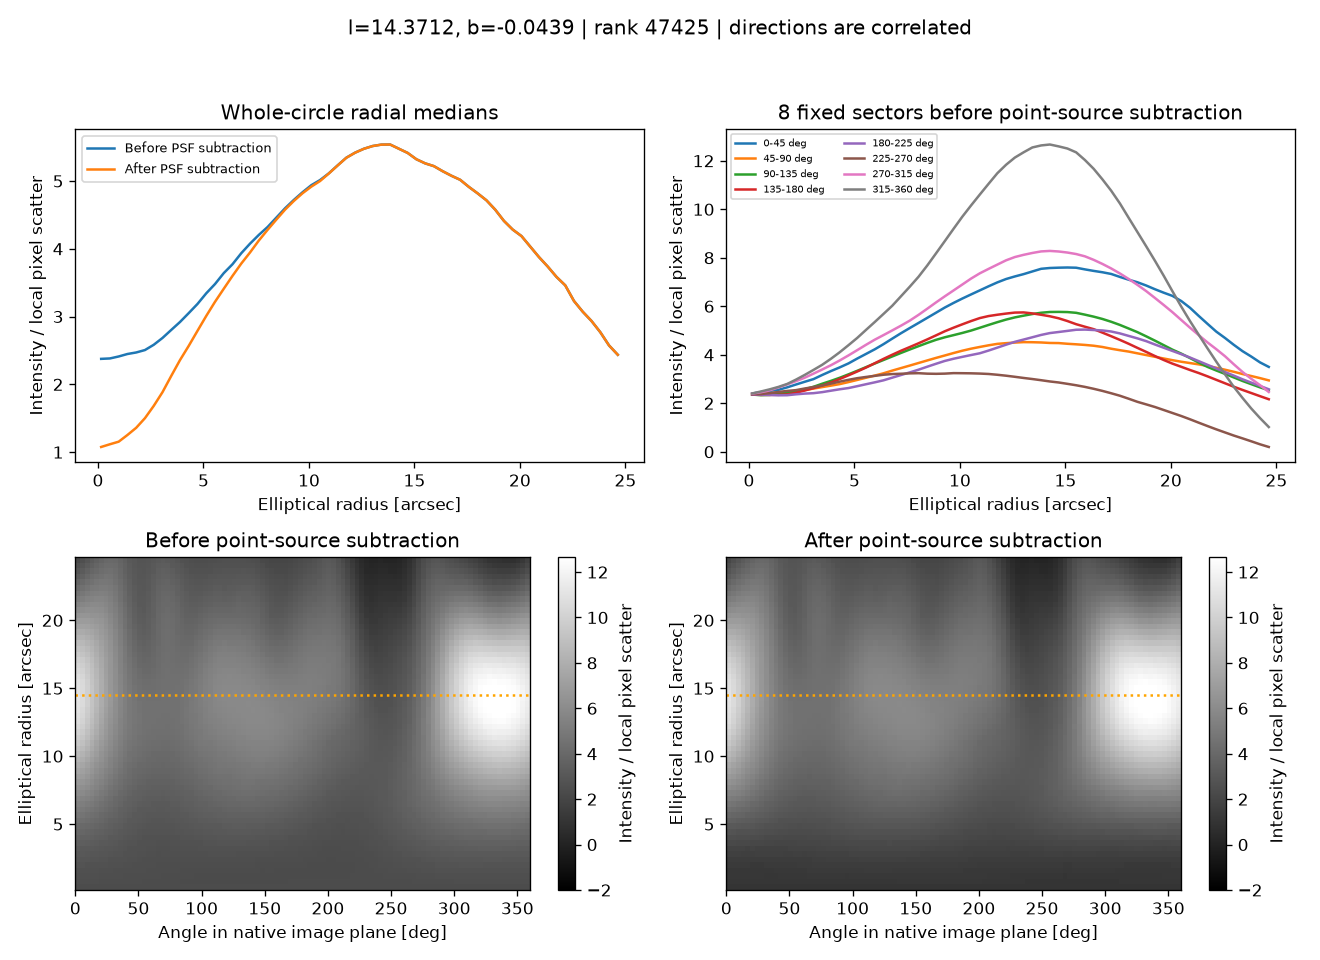 l=14.3712, b=-0.0439 | rank 47425 | directions are correlated
Whole-circle radial medians
Before PSF subtraction
After PSF subtraction
Intensity / local pixel scatter
5
4
3
2
1
0 5 10 15 20 25
Elliptical radius [arcsec]
8 fixed sectors before point-source subtraction
0-45 deg 180-225 deg
45-90 deg 225-270 deg
90-135 deg 270-315 deg
135-180 deg 315-360 deg
Intensity / local pixel scatter
12
10
8
6
4
2
0
0 5 10 15 20 25
Elliptical radius [arcsec]
Before point-source subtraction
Elliptical radius [arcsec]
20
15
10
5
0 50 100 150 200 250 300 350
Angle in native image plane [deg]
12
10
8
6
4
2
0
−2
Intensity / local pixel scatter
After point-source subtraction
Elliptical radius [arcsec]
20
15
10
5
0 50 100 150 200 250 300 350
Angle in native image plane [deg]
12
10
8
6
4
2
0
−2
Intensity / local pixel scatter